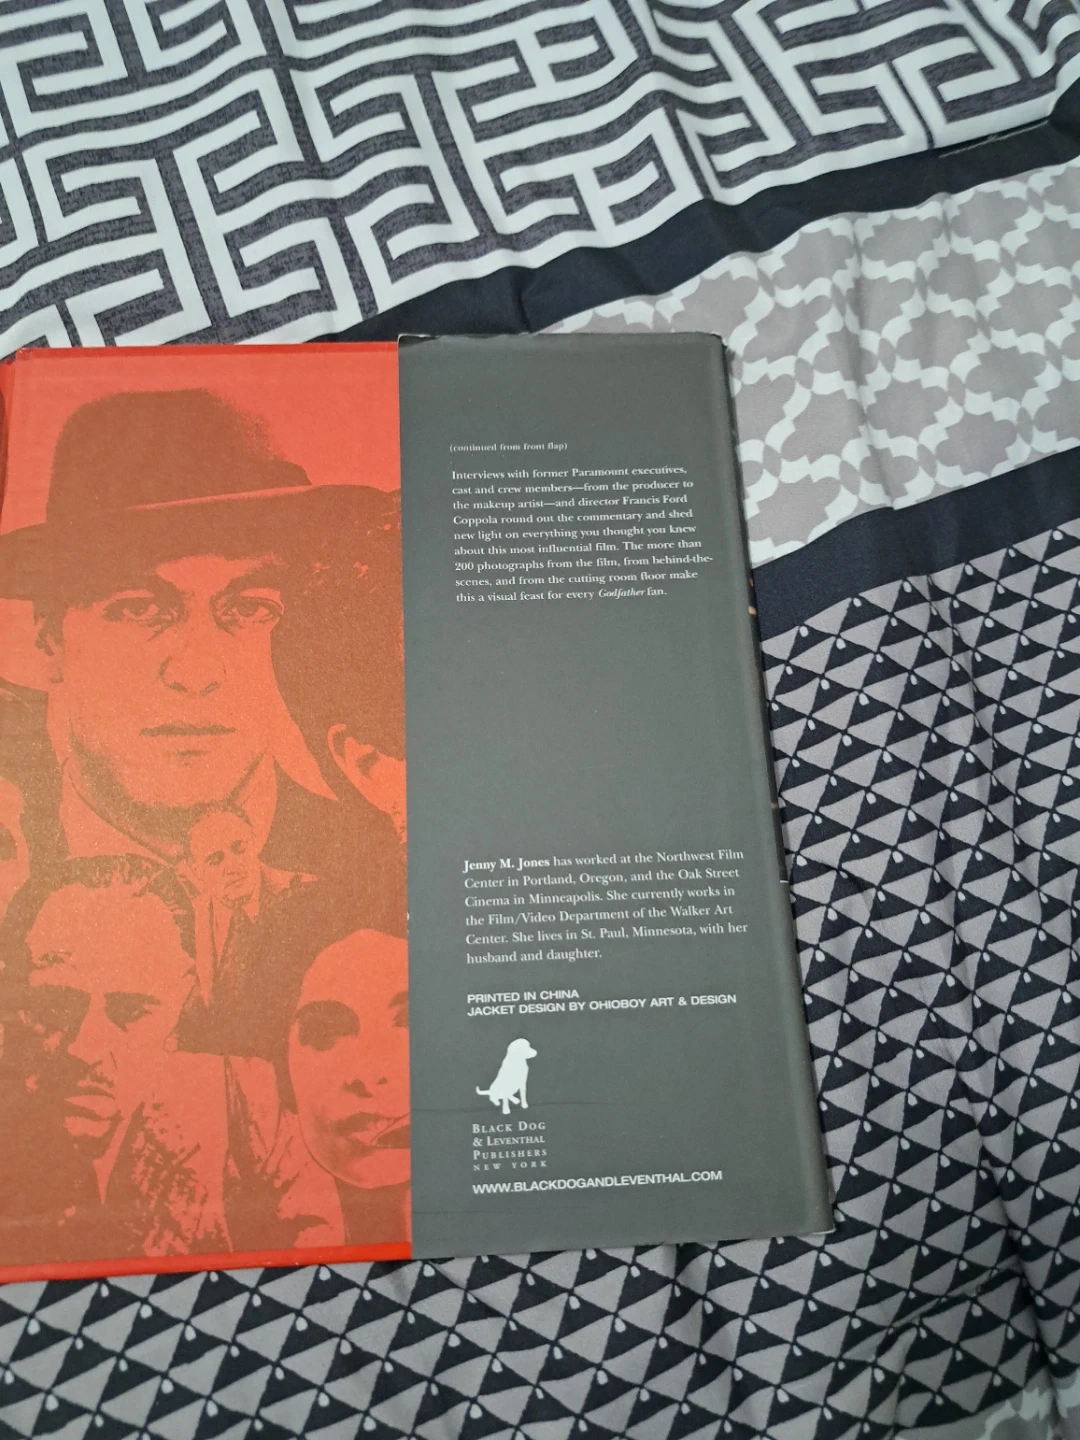 (continued from front flap)
Interviews with former Paramount executives,
cast and crew members—from the producer to
the makeup artist—and director Francis Ford
Coppola round out the commentary and shed
new light on everything you thought you knew
about this most influential film. The more than
200 photographs from the film, from behind-the-
scenes, and from the cutting room floor make
this a visual feast for every Godfather fan.
Jenny M. Jones has worked at the Northwest Film
Center in Portland, Oregon, and the Oak Street
Cinema in Minneapolis. She currently works in
the Film/Video Department of the Walker Art
Center. She lives in St. Paul, Minnesota, with her
husband and daughter.
PRINTED IN CHINA
JACKET DESIGN BY OHIOBOY ART & DESIGN
BLACK DOG
& LEVENTHAL
PUBLISHERS
NEW YORK
WWW.BLACKDOGANDLEVENTHAL.COM